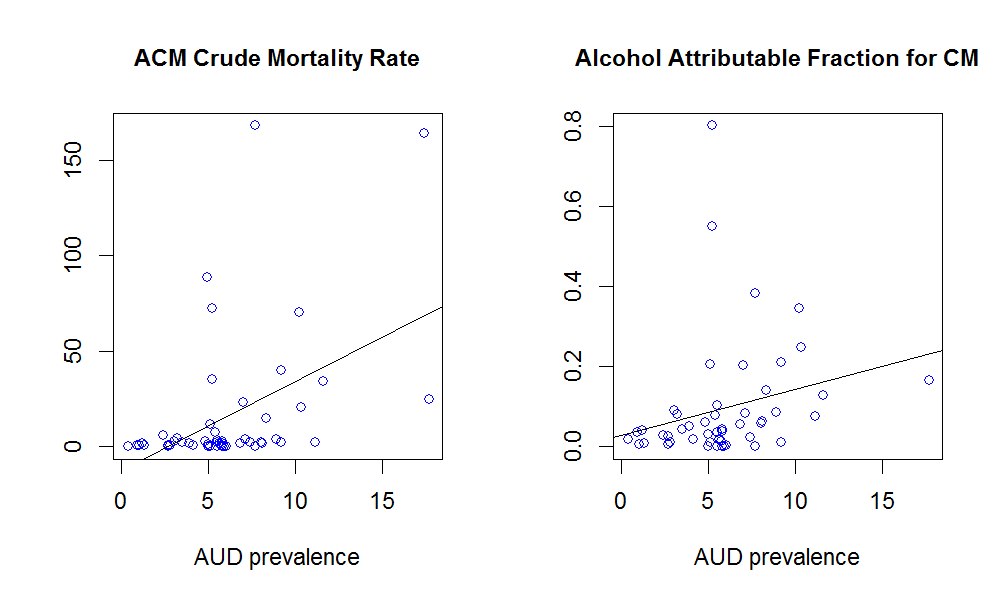 ACM Crude Mortality Rate
150
100
50
0
0 5 10 15
AUD prevalence
Alcohol Attributable Fraction for CM
0.8
0.6
0.4
0.2
0.0
0 5 10 15
AUD prevalence